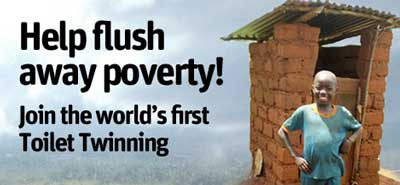 Help flush
away poverty!
Join the world's first
Toilet Twinning